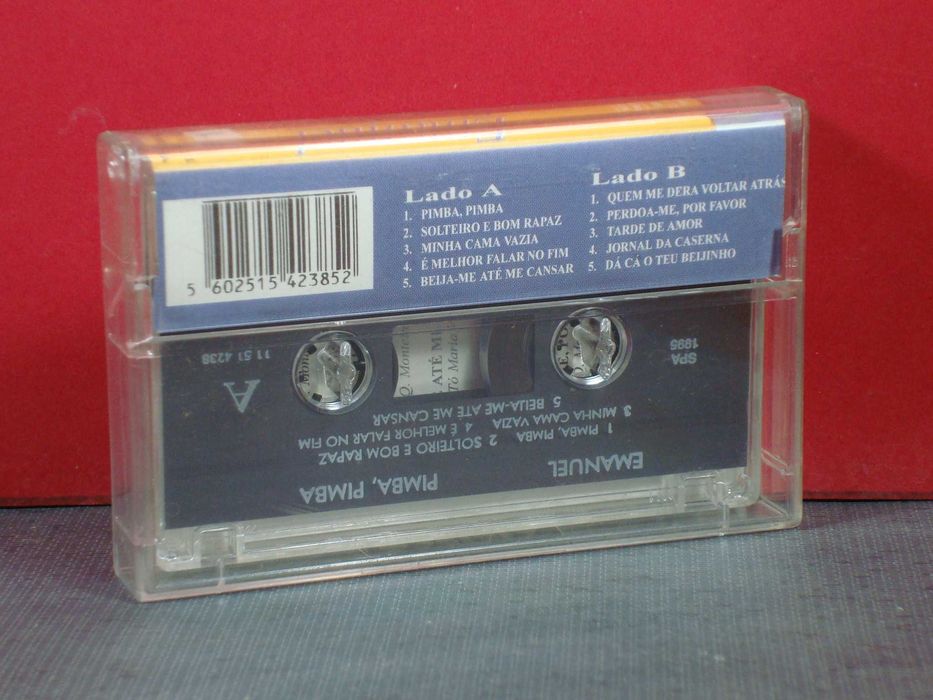 Lado A
1. PIMBA, PIMBA
2. SOLTEIRO E BOM RAPAZ
3. MINHA CAMA VAZIA
4. É MELHOR FALAR NO FIM
5. BEIJA-ME ATÉ ME CANSAR
Lado B
1. QUEM ME DERA VOLTAR ATRÁS
2. PERDOA-ME, POR FAVOR
3. TARDE DE AMOR
4. JORNAL DA CASERNA
5. DÁ CÁ O TEU BEIJINHO
5 602515 423852
EMANUEL PIMBA, PIMBA
1 PIMBA, PIMBA 2 SOLTEIRO E BOM RAPAZ
3 MINHA CAMA VAZIA 4 É MELHOR FALAR NO FIM
5 BEIJA-ME ATÉ ME CANSAR
SPA
1995
A
11 51 4238
ATÉ